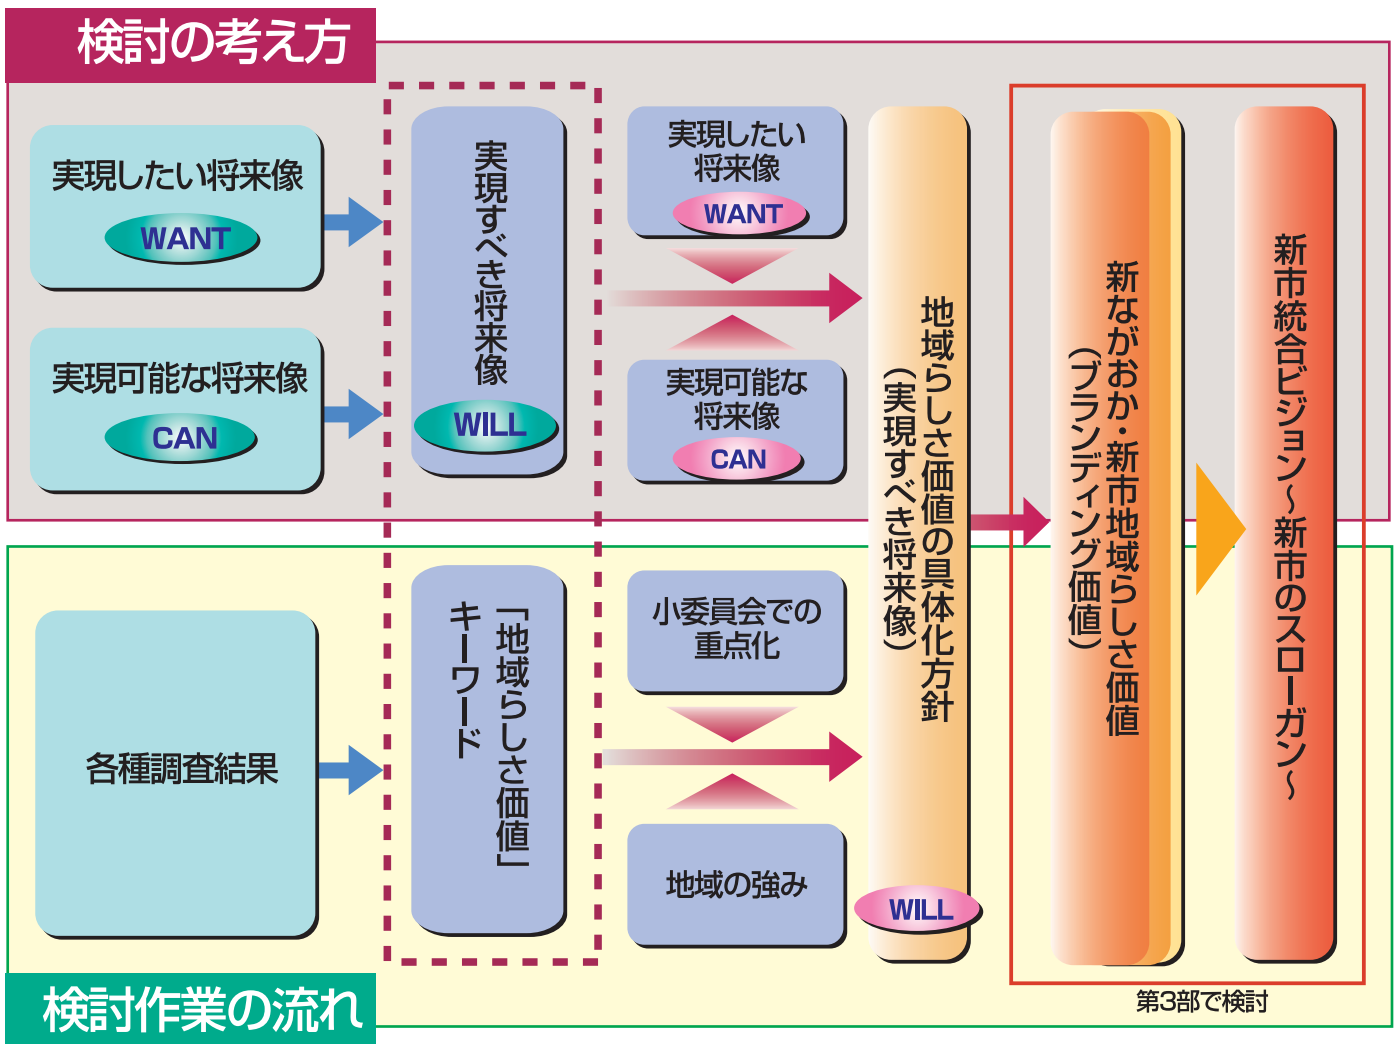 検討の考え方
実現したい将来像
WANT
実現可能な将来像
CAN
実現すべき将来像
WILL
実現したい
将来像
WANT
実現可能な
将来像
CAN
各種調査結果
「地域らしさ価値」
キーワード
小委員会での
重点化
地域の強み
地域らしさ価値の具体化方針
(実現すべき将来像)
WILL
新ながおか・新市地域らしさ価値
(ブランディング価値)
新市統合ビジョン~新市のスローガン~
第3部で検討
検討作業の流れ